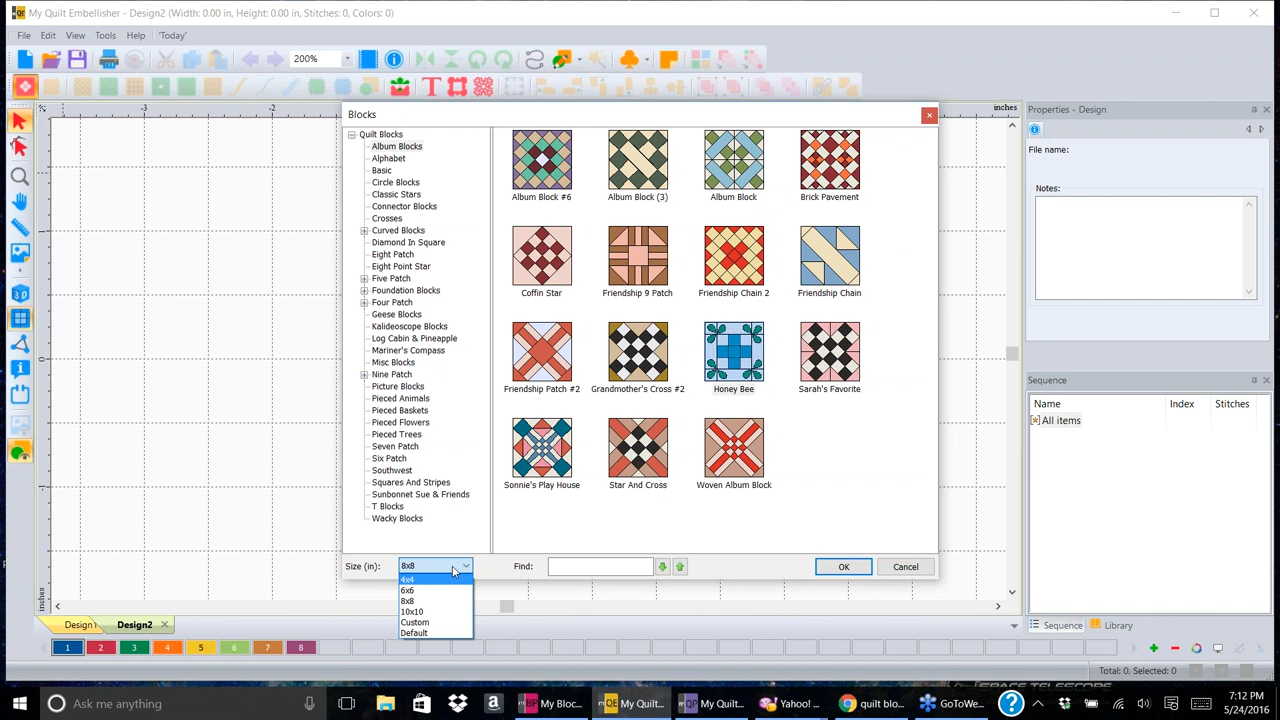 My Quilt Embellisher - Design2 (Width: 0.00 in, Height: 0.00 in, Stitches: 0, Colors: 0)
File Edit View Tools Help 'Today'
200%
-3 -2 inches
Blocks
Quilt Blocks
Album Blocks
Alphabet
Basic
Circle Blocks
Classic Stars
Connector Blocks
Crosses
Curved Blocks
Diamond In Square
Eight Patch
Eight Point Star
Five Patch
Foundation Blocks
Four Patch
Geese Blocks
Kalideoscope Blocks
Log Cabin & Pineapple
Mariner's Compass
Misc Blocks
Nine Patch
Picture Blocks
Pieced Animals
Pieced Baskets
Pieced Flowers
Pieced Trees
Seven Patch
Six Patch
Southwest
Squares And Stripes
Sunbonnet Sue & Friends
T Blocks
Wacky Blocks
Album Block #6 Album Block (3) Album Block Brick Pavement
Coffin Star Friendship 9 Patch Friendship Chain 2 Friendship Chain
Friendship Patch #2 Grandmother's Cross #2 Honey Bee Sarah's Favorite
Sonnie's Play House Star And Cross Woven Album Block
Size (in): 8x8 Find: OK Cancel
4x4
6x6
8x8
10x10
Custom
Default
inches
Properties - Design
File name:
Notes:
Sequence
Name Index Stitches
All items
Design1 Design2
Sequence Library
1 2 3 4 5 6 7 8
Total: 0, Selected: 0
SPACE TELESCOPE
Ask me anything
My Bloc... My Quilt... My Quilt... Yahoo! ... quilt blo... GoToWe...
7:12 PM
5/24/2016